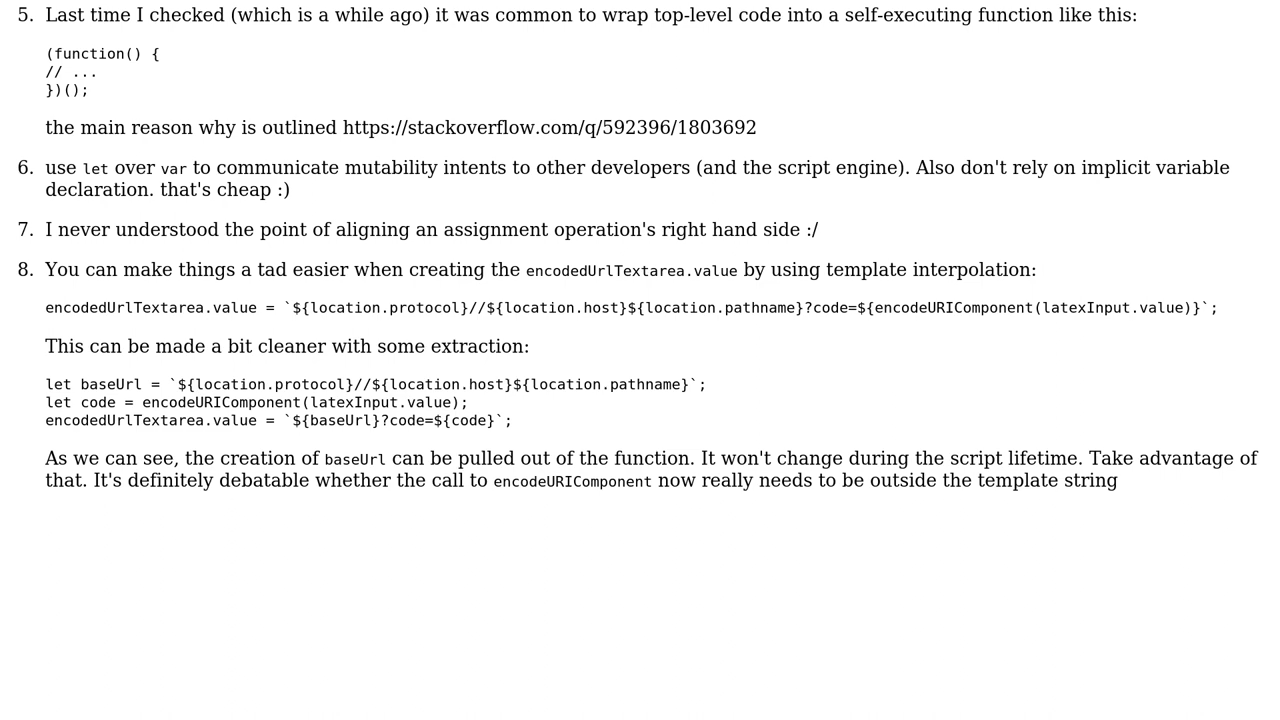 5. Last time I checked (which is a while ago) it was common to wrap top-level code into a self-executing function like this:
(function() {
// ...
})();
the main reason why is outlined https://stackoverflow.com/q/592396/1803692
6. use let over var to communicate mutability intents to other developers (and the script engine). Also don't rely on implicit variable
declaration. that's cheap :)
7. I never understood the point of aligning an assignment operation's right hand side :/
8. You can make things a tad easier when creating the encodedUrlTextarea.value by using template interpolation:
encodedUrlTextarea.value = `${location.protocol}//${location.host}${location.pathname}?code=${encodeURIComponent(latexInput.value)}`;
This can be made a bit cleaner with some extraction:
let baseUrl = `${location.protocol}//${location.host}${location.pathname}`;
let code = encodeURIComponent(latexInput.value);
encodedUrlTextarea.value = `${baseUrl}?code=${code}`;
As we can see, the creation of baseUrl can be pulled out of the function. It won't change during the script lifetime. Take advantage of
that. It's definitely debatable whether the call to encodeURIComponent now really needs to be outside the template string